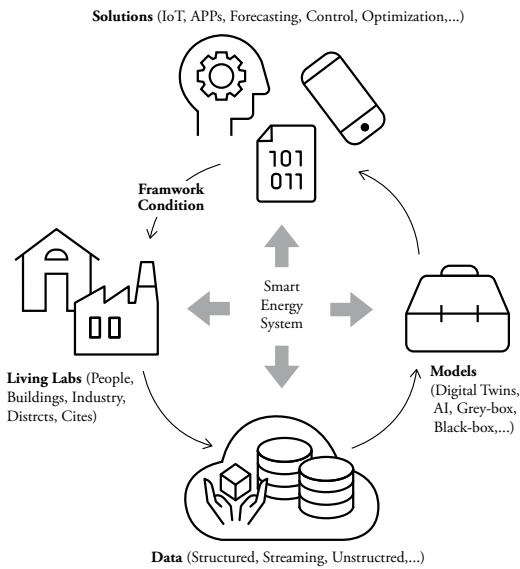 Solutions (IoT, APPs, Forecasting, Control, Optimization,...)
101
011
Framwork
Condition
Smart
Energy
System
Living Labs (People,
Buildings, Industry,
Distrcts, Cites)
Models
(Digital Twins,
AI, Grey-box,
Black-box,...)
Data (Structured, Streaming, Unstructred,...)